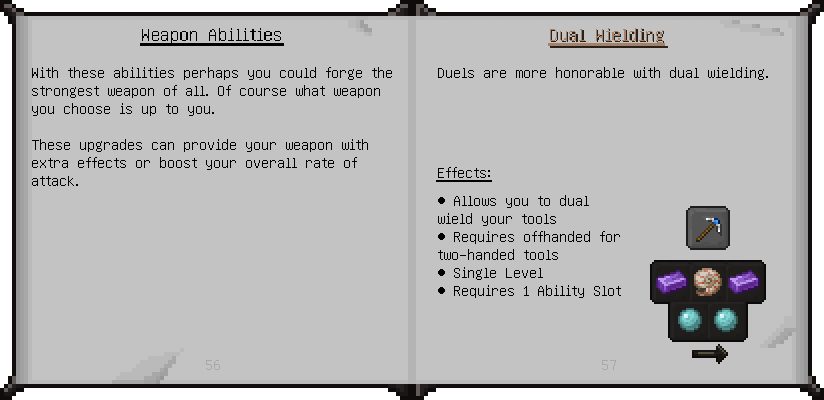 Weapon Abilities
With these abilities perhaps you could forge the
strongest weapon of all. Of course what weapon
you choose is up to you.
These upgrades can provide your weapon with
extra effects or boost your overall rate of
attack.
56
Dual Wielding
Duels are more honorable with dual wielding.
Effects:
● Allows you to dual
wield your tools
● Requires offhanded for
two-handed tools
● Single Level
● Requires 1 Ability Slot
57